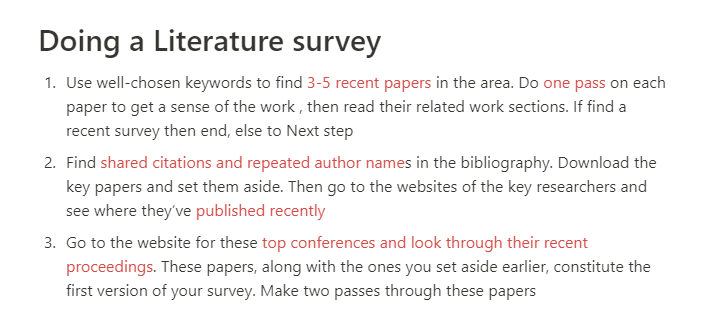 Doing a Literature survey
1. Use well-chosen keywords to find 3-5 recent papers in the area. Do one pass on each
paper to get a sense of the work , then read their related work sections. If find a
recent survey then end, else to Next step
2. Find shared citations and repeated author names in the bibliography. Download the
key papers and set them aside. Then go to the websites of the key researchers and
see where they’ve published recently
3. Go to the website for these top conferences and look through their recent
proceedings. These papers, along with the ones you set aside earlier, constitute the
first version of your survey. Make two passes through these papers